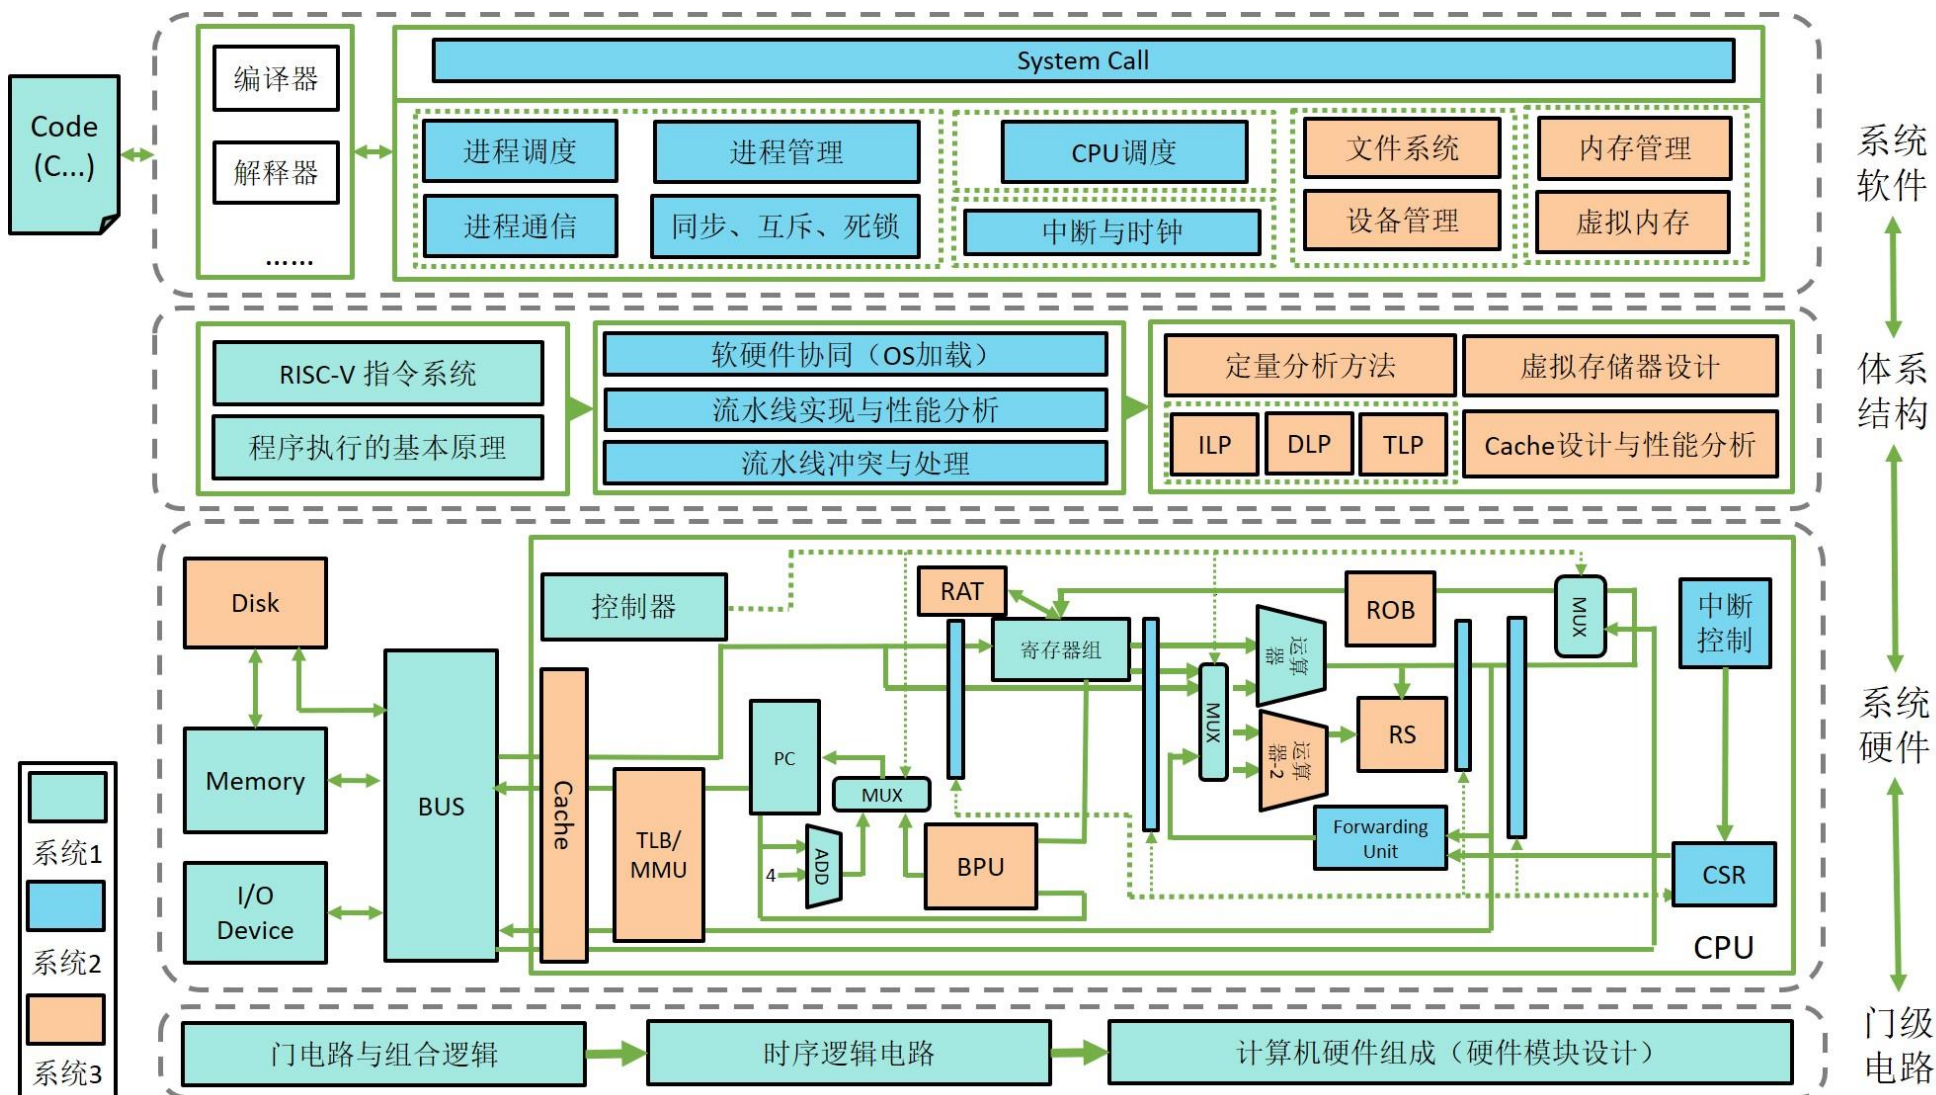 Code
(C...)
编译器
解释器
......
System Call
进程调度
进程管理
进程通信
同步、互斥、死锁
CPU调度
中断与时钟
文件系统
设备管理
内存管理
虚拟内存
系统
软件
RISC-V 指令系统
程序执行的基本原理
软硬件协同（OS加载）
流水线实现与性能分析
流水线冲突与处理
定量分析方法
虚拟存储器设计
ILP
DLP
TLP
Cache设计与性能分析
体系
结构
Disk
Memory
I/O
Device
BUS
控制器
Cache
TLB/
MMU
PC
MUX
ADD
4
BPU
RAT
寄存器组
MUX
运算
器
运算
器-2
ROB
RS
Forwarding
Unit
MUX
中断
控制
CSR
CPU
系统
硬件
系统1
系统2
系统3
门电路与组合逻辑
时序逻辑电路
计算机硬件组成（硬件模块设计）
门级
电路